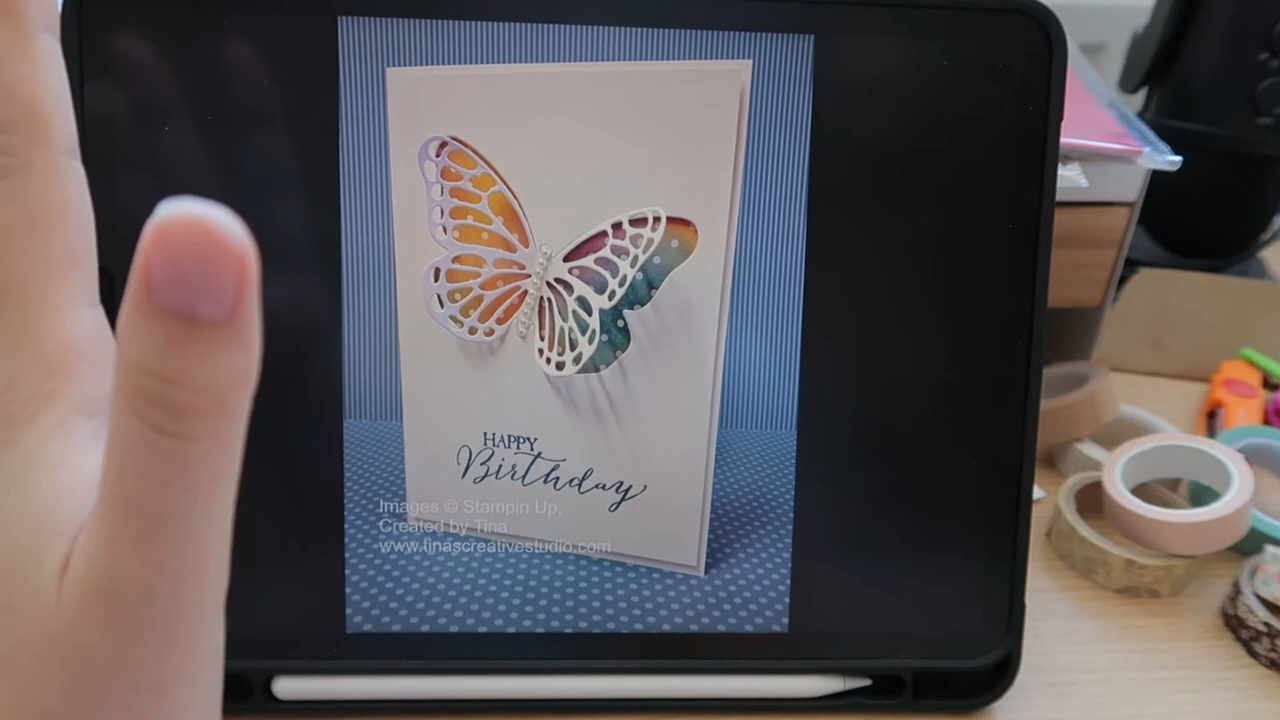 HAPPY
Birthday
Images © Stampin Up,
Created by Tina
www.tinascreativestudio.com